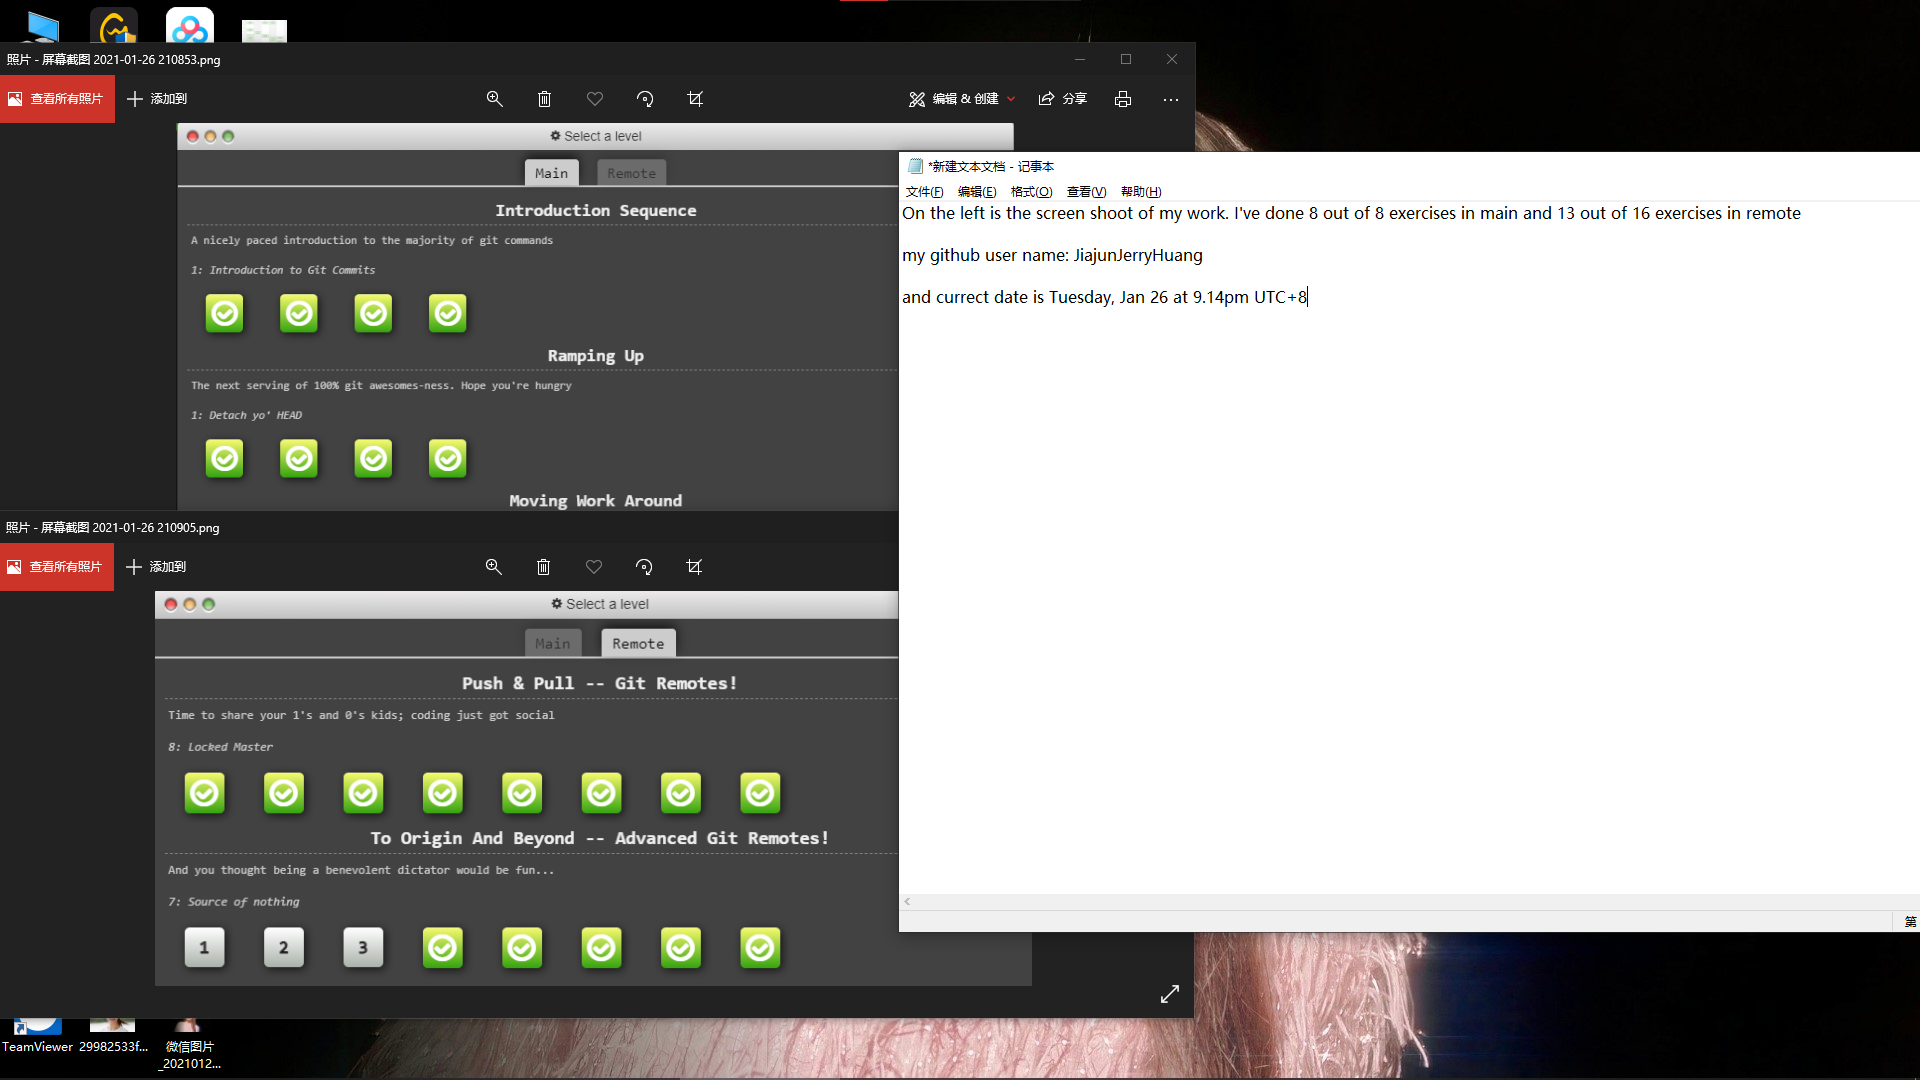 照片 - 屏幕截图 2021-01-26 210853.png
查看所有照片
添加到
编辑 & 创建
分享
Select a level
Main
Remote
Introduction Sequence
A nicely paced introduction to the majority of git commands
1: Introduction to Git Commits
Ramping Up
The next serving of 100% git awesomes-ness. Hope you're hungry
1: Detach yo' HEAD
Moving Work Around
照片 - 屏幕截图 2021-01-26 210905.png
查看所有照片
添加到
Select a level
Main
Remote
Push & Pull -- Git Remotes!
Time to share your 1's and 0's kids; coding just got social
8: Locked Master
To Origin And Beyond -- Advanced Git Remotes!
And you thought being a benevolent dictator would be fun...
7: Source of nothing
1 2 3
*新建文本文档 - 记事本
文件(F) 编辑(E) 格式(O) 查看(V) 帮助(H)
On the left is the screen shoot of my work. I've done 8 out of 8 exercises in main and 13 out of 16 exercises in remote
my github user name: JiajunJerryHuang
and currect date is Tuesday, Jan 26 at 9.14pm UTC+8
第
TeamViewer
29982533f...
微信图片
_202101​2...